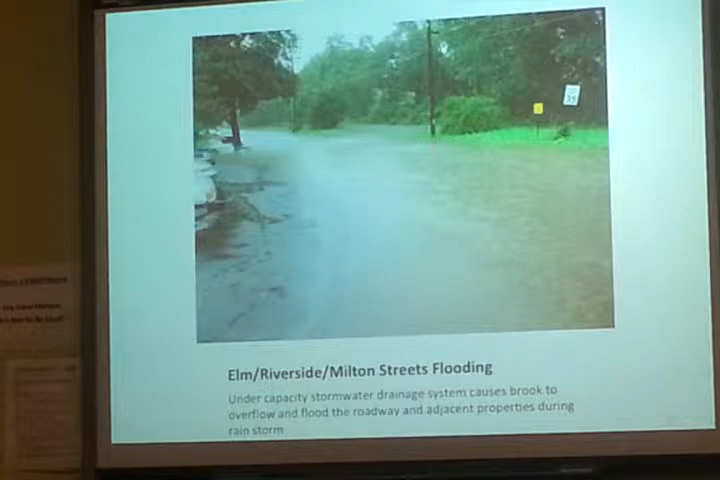 35
Elm/Riverside/Milton Streets Flooding
Under capacity stormwater drainage system causes brook to
overflow and flood the roadway and adjacent properties during
rain storm